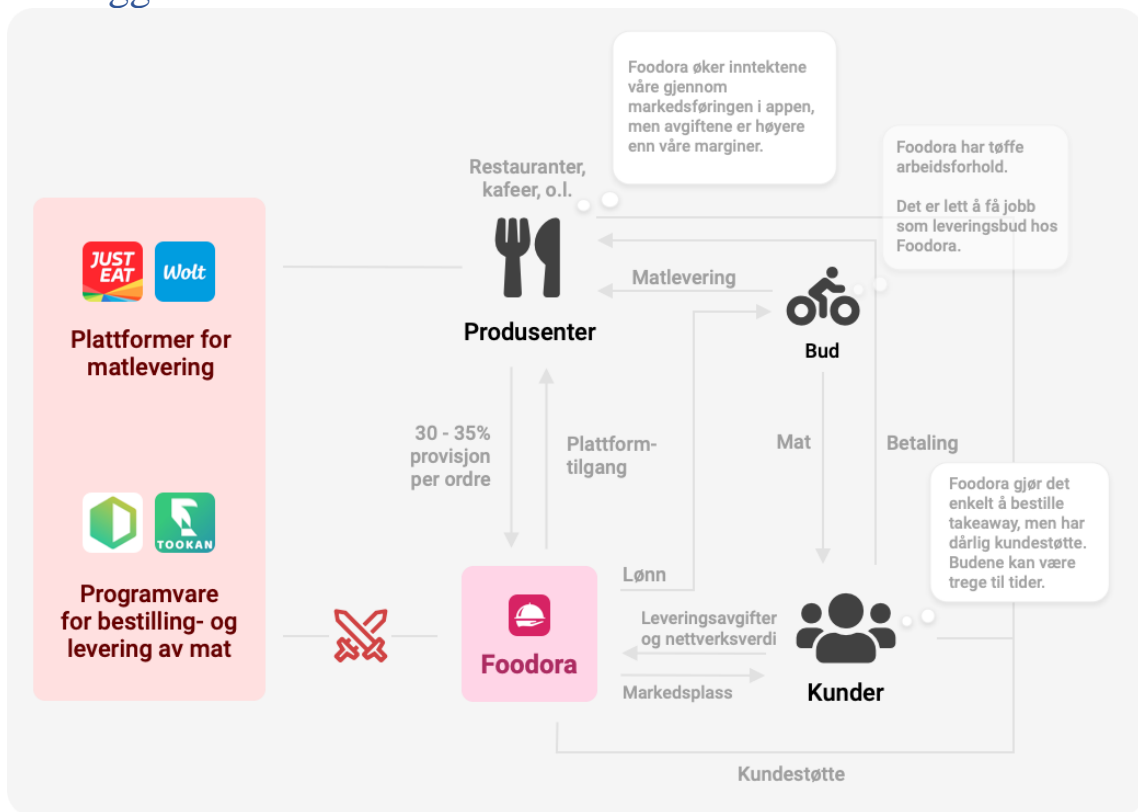 Foodora øker inntektene
våre gjennom
markedsføringen i appen,
men avgiftene er høyere
enn våre marginer.
Foodora har tøffe
arbeidsforhold.
Det er lett å få jobb
som leveringsbud hos
Foodora.
Restauranter,
kafeer, o.l.
JUST
EAT
Wolt
Plattformer for
matlevering
Produsenter
Matlevering
Bud
30 - 35%
provisjon
per ordre
Plattform-
tilgang
Mat
Betaling
Foodora gjør det
enkelt å bestille
takeaway, men har
dårlig kundestøtte.
Budene kan være
trege til tider.
TOOKAN
Programvare
for bestilling- og
levering av mat
Foodora
Lønn
Leveringsavgifter
og nettverksverdi
Markedsplass
Kunder
Kundestøtte